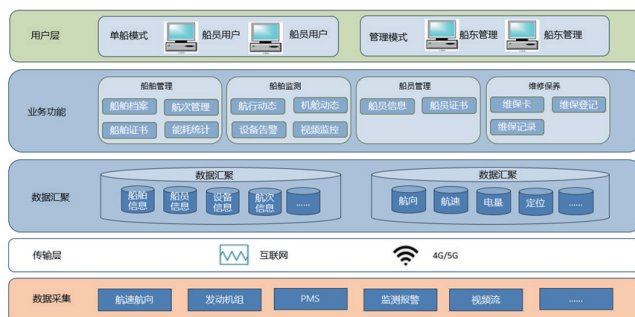 用户层
单船模式
船员用户
船员用户
管理模式
船东管理
船东管理
业务功能
船舶管理
船舶档案
航次管理
船舶证书
能耗统计
船舶监测
航行动态
机舱动态
设备告警
视频监控
船员管理
船员信息
船员证书
维修保养
维保卡
维保登记
维保记录
数据汇聚
数据汇聚
船舶
信息
船员
信息
设备
信息
航次
信息
......
数据汇聚
航向
航速
电量
定位
......
传输层
互联网
4G/5G
数据采集
航速航向
发动机组
PMS
监测报警
视频流
......